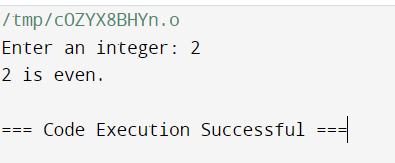 /tmp/cOZYX8BHYn.o
Enter an integer: 2
2 is even.
=== Code Execution Successful ===